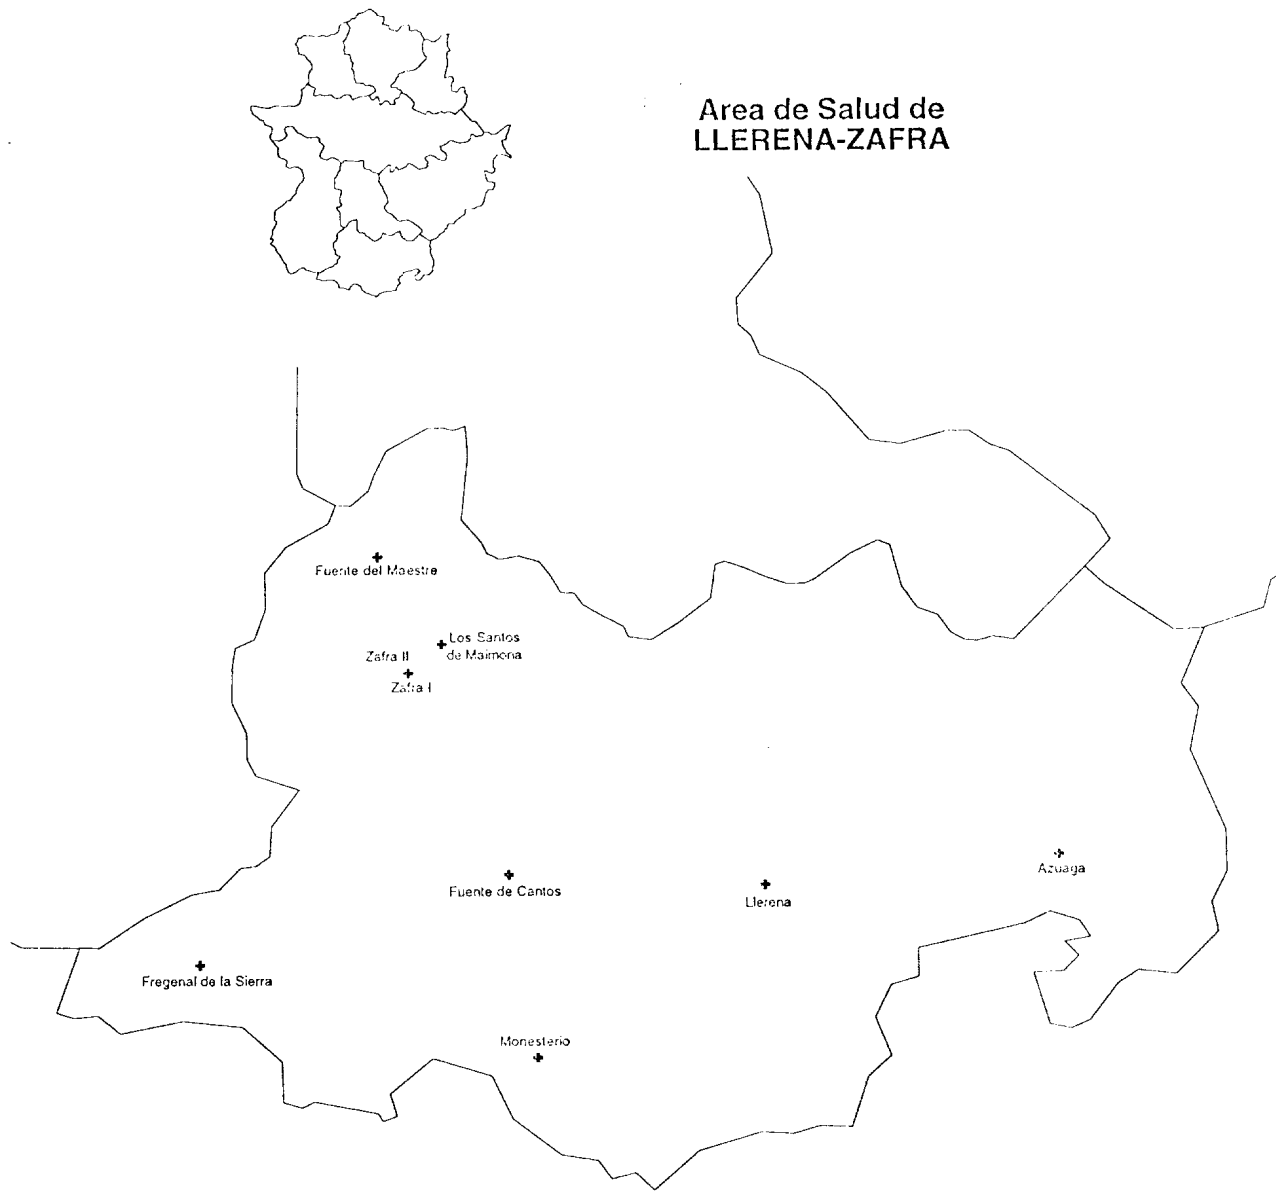 Area de Salud de
LLERENA-ZAFRA
Fuente del Maestre
Los Santos
de Maimona
Zafra II
Zafra I
Fuente de Cantos
Llerena
Azuaga
Fregenal de la Sierra
Monesterio